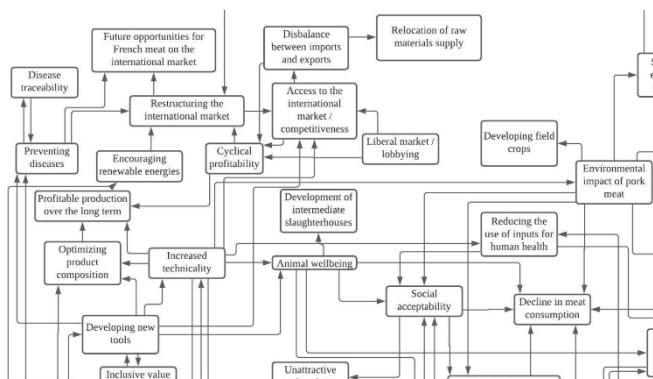 Future opportunities for
French meat on the
international market
Disbalance
between imports
and exports
Relocation of raw
materials supply
Disease
traceability
Restructuring the
international market
Access to the
international
market /
competitiveness
Preventing
diseases
Encouraging
renewable energies
Cyclical
profitability
Liberal market /
lobbying
Developing field
crops
Environmental
impact of pork
meat
Profitable production
over the long term
Development of
intermediate
slaughterhouses
Reducing the
use of inputs for
human health
Optimizing
product
composition
Increased
technicality
Animal wellbeing
Social
acceptability
Decline in meat
consumption
Developing new
tools
Inclusive value
Unattractive